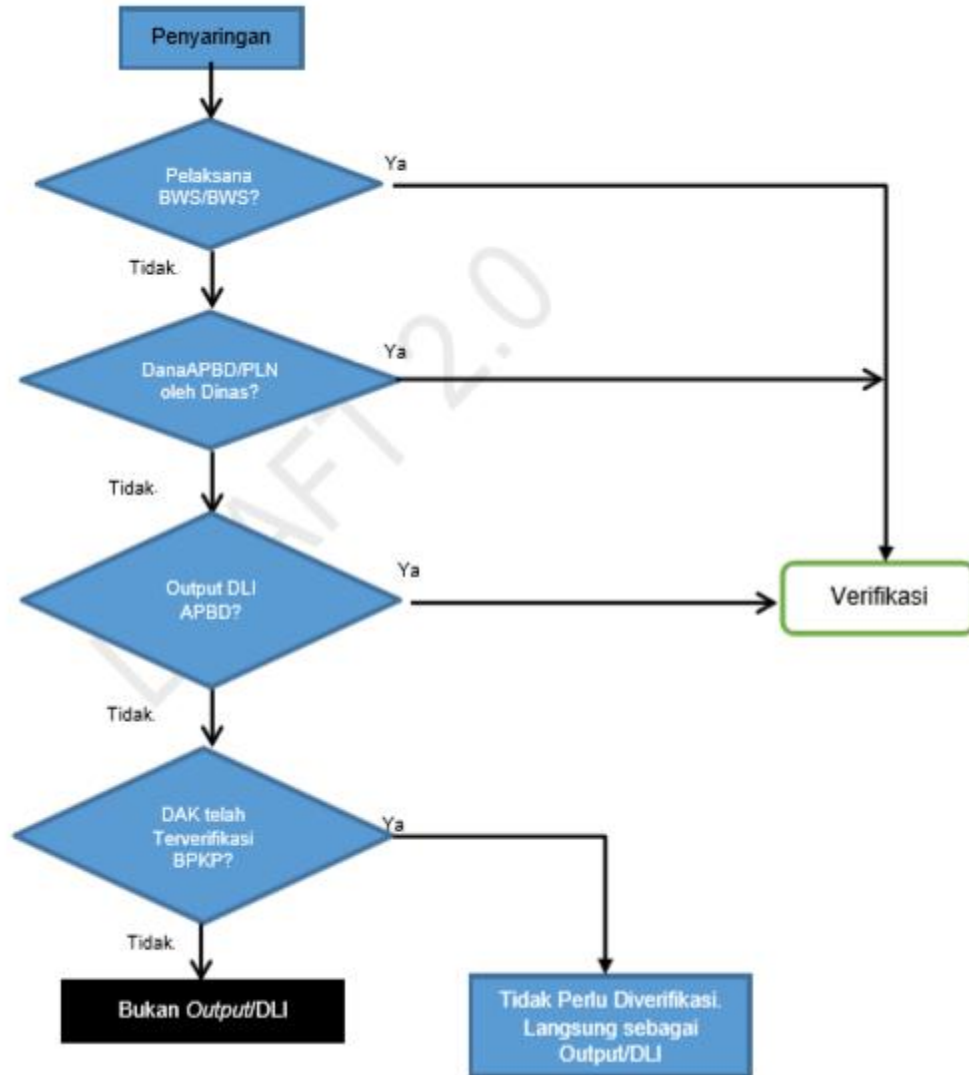 Penyaringan
Pelaksana
BWS/BWS?
Ya
Tidak.
DanaAPBD/PLN
oleh Dinas?
Ya
Tidak.
Output DLI
APBD?
Ya
Verifikasi
Tidak.
DAK telah
Terverifikasi
BPKP?
Ya
Tidak.
Bukan Output/DLI
Tidak Perlu Diverifikasi.
Langsung sebagai
Output/DLI
DRAFT 2.0